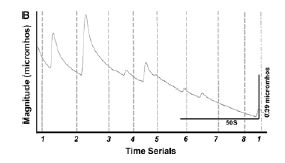 B
Magnitude (micromhos)
0.39 micromhos
50S
1 2 3 4 5 6 7 8 1
Time Serials